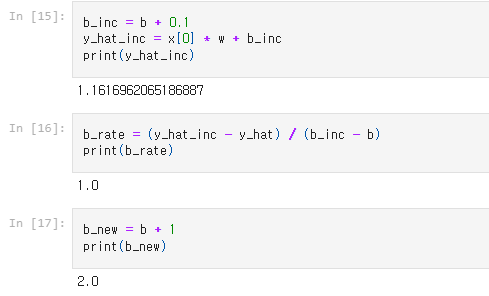 In [15]:
b_inc = b + 0.1
y_hat_inc = x[0] * w + b_inc
print(y_hat_inc)
1.1616962065186887
In [16]:
b_rate = (y_hat_inc - y_hat) / (b_inc - b)
print(b_rate)
1.0
In [17]:
b_new = b + 1
print(b_new)
2.0